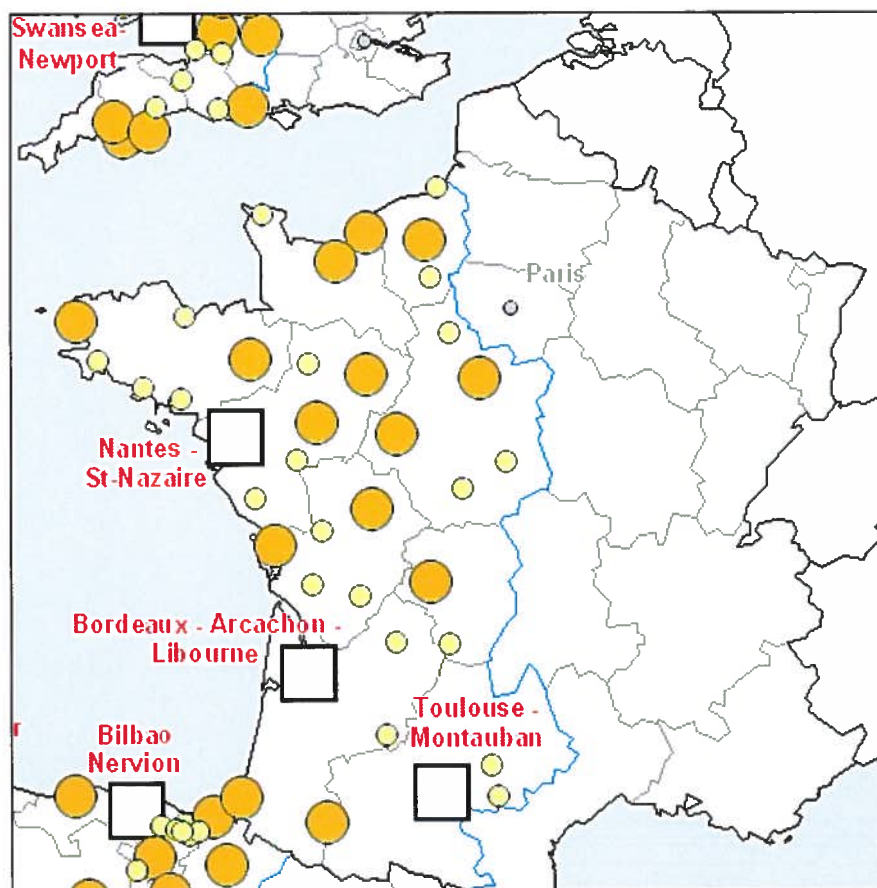 Swansea-
Newport
Paris
Nantes -
St-Nazaire
Bordeaux - Arcachon -
Libourne
Toulouse -
Montauban
r
Bilbao
Nervion